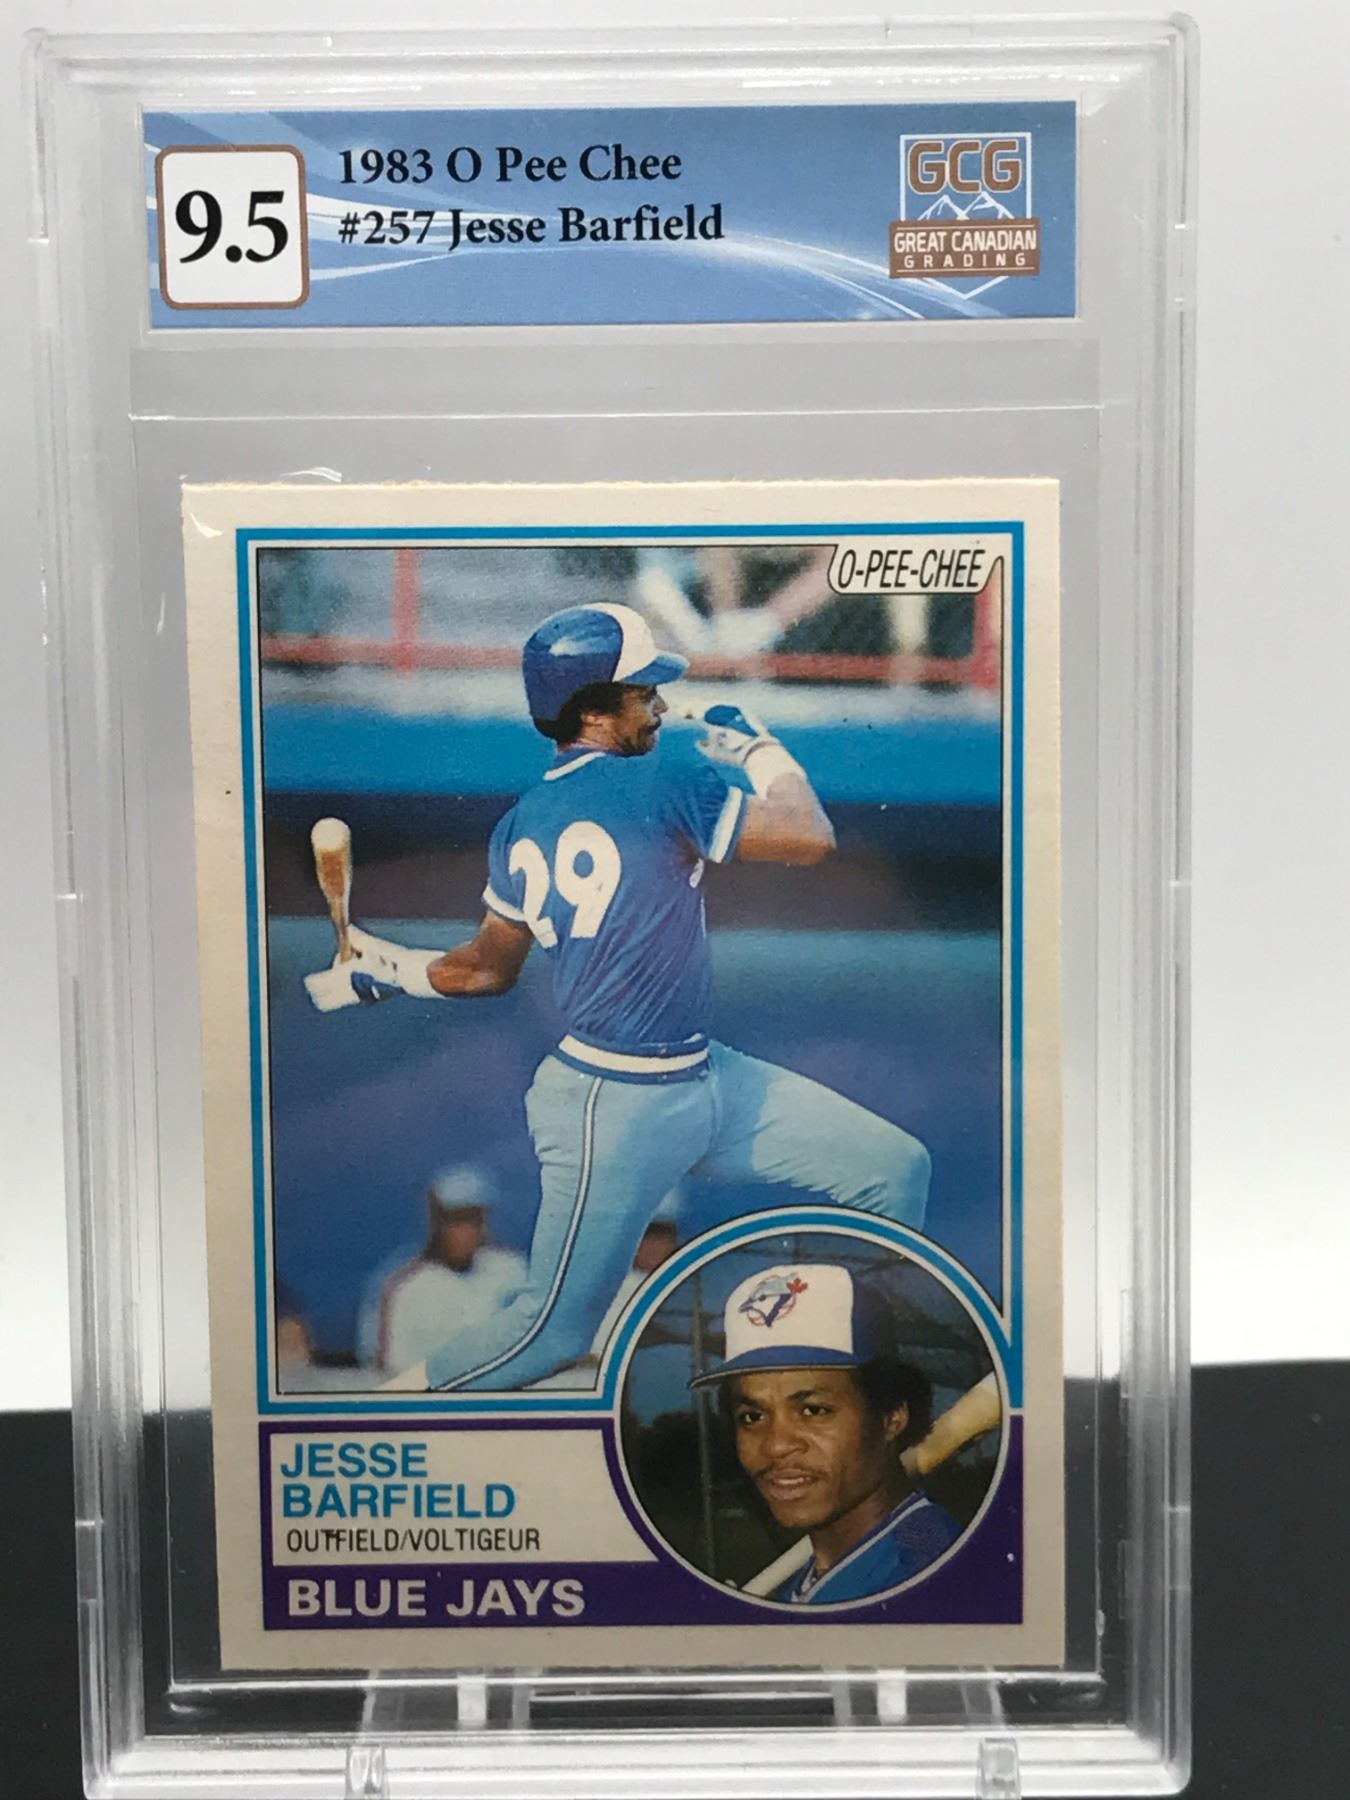 9.5
1983 O Pee Chee
#257 Jesse Barfield
GCG
GREAT CANADIAN
GRADING
O-PEE-CHEE
29
JESSE
BARFIELD
OUTFIELD/VOLTIGEUR
BLUE JAYS